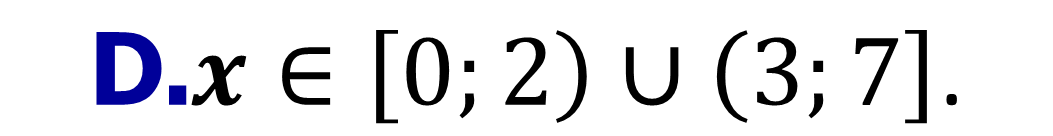 D.x ∈ [0; 2) ∪ (3; 7].